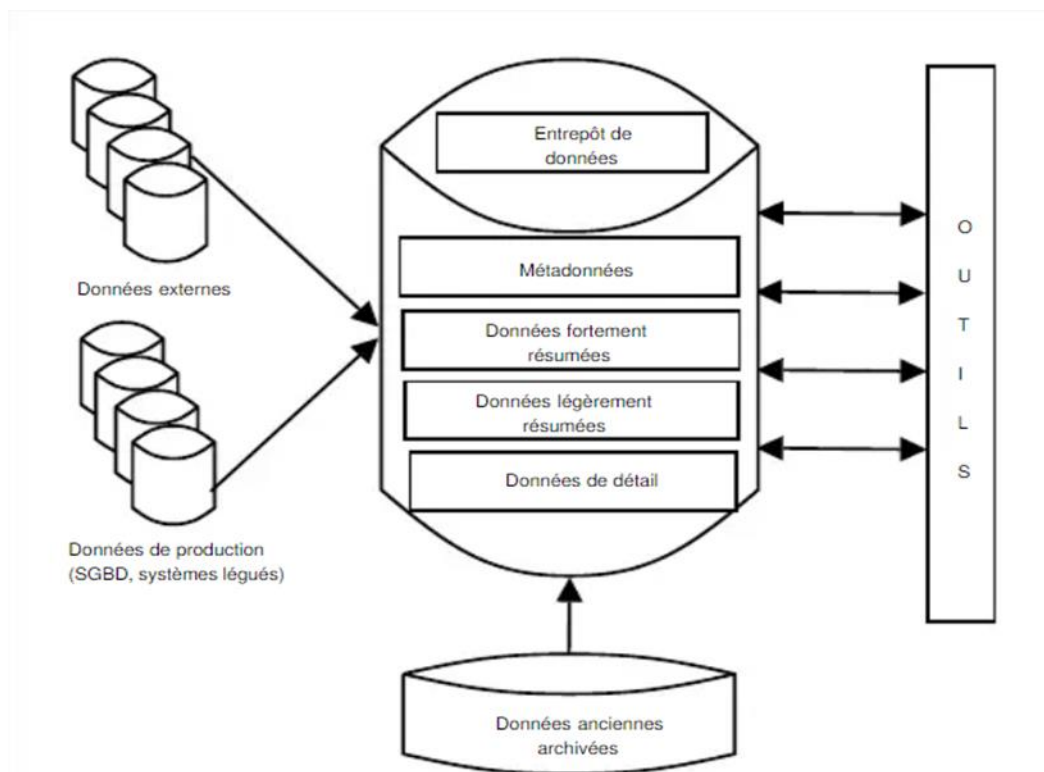 Entrepôt de
données
Métadonnées
Données fortement
résumées
Données légèrement
résumées
Données de détail
Données externes
Données de production
(SGBD, systèmes légués)
Données anciennes
archivées
O
U
T
I
L
S